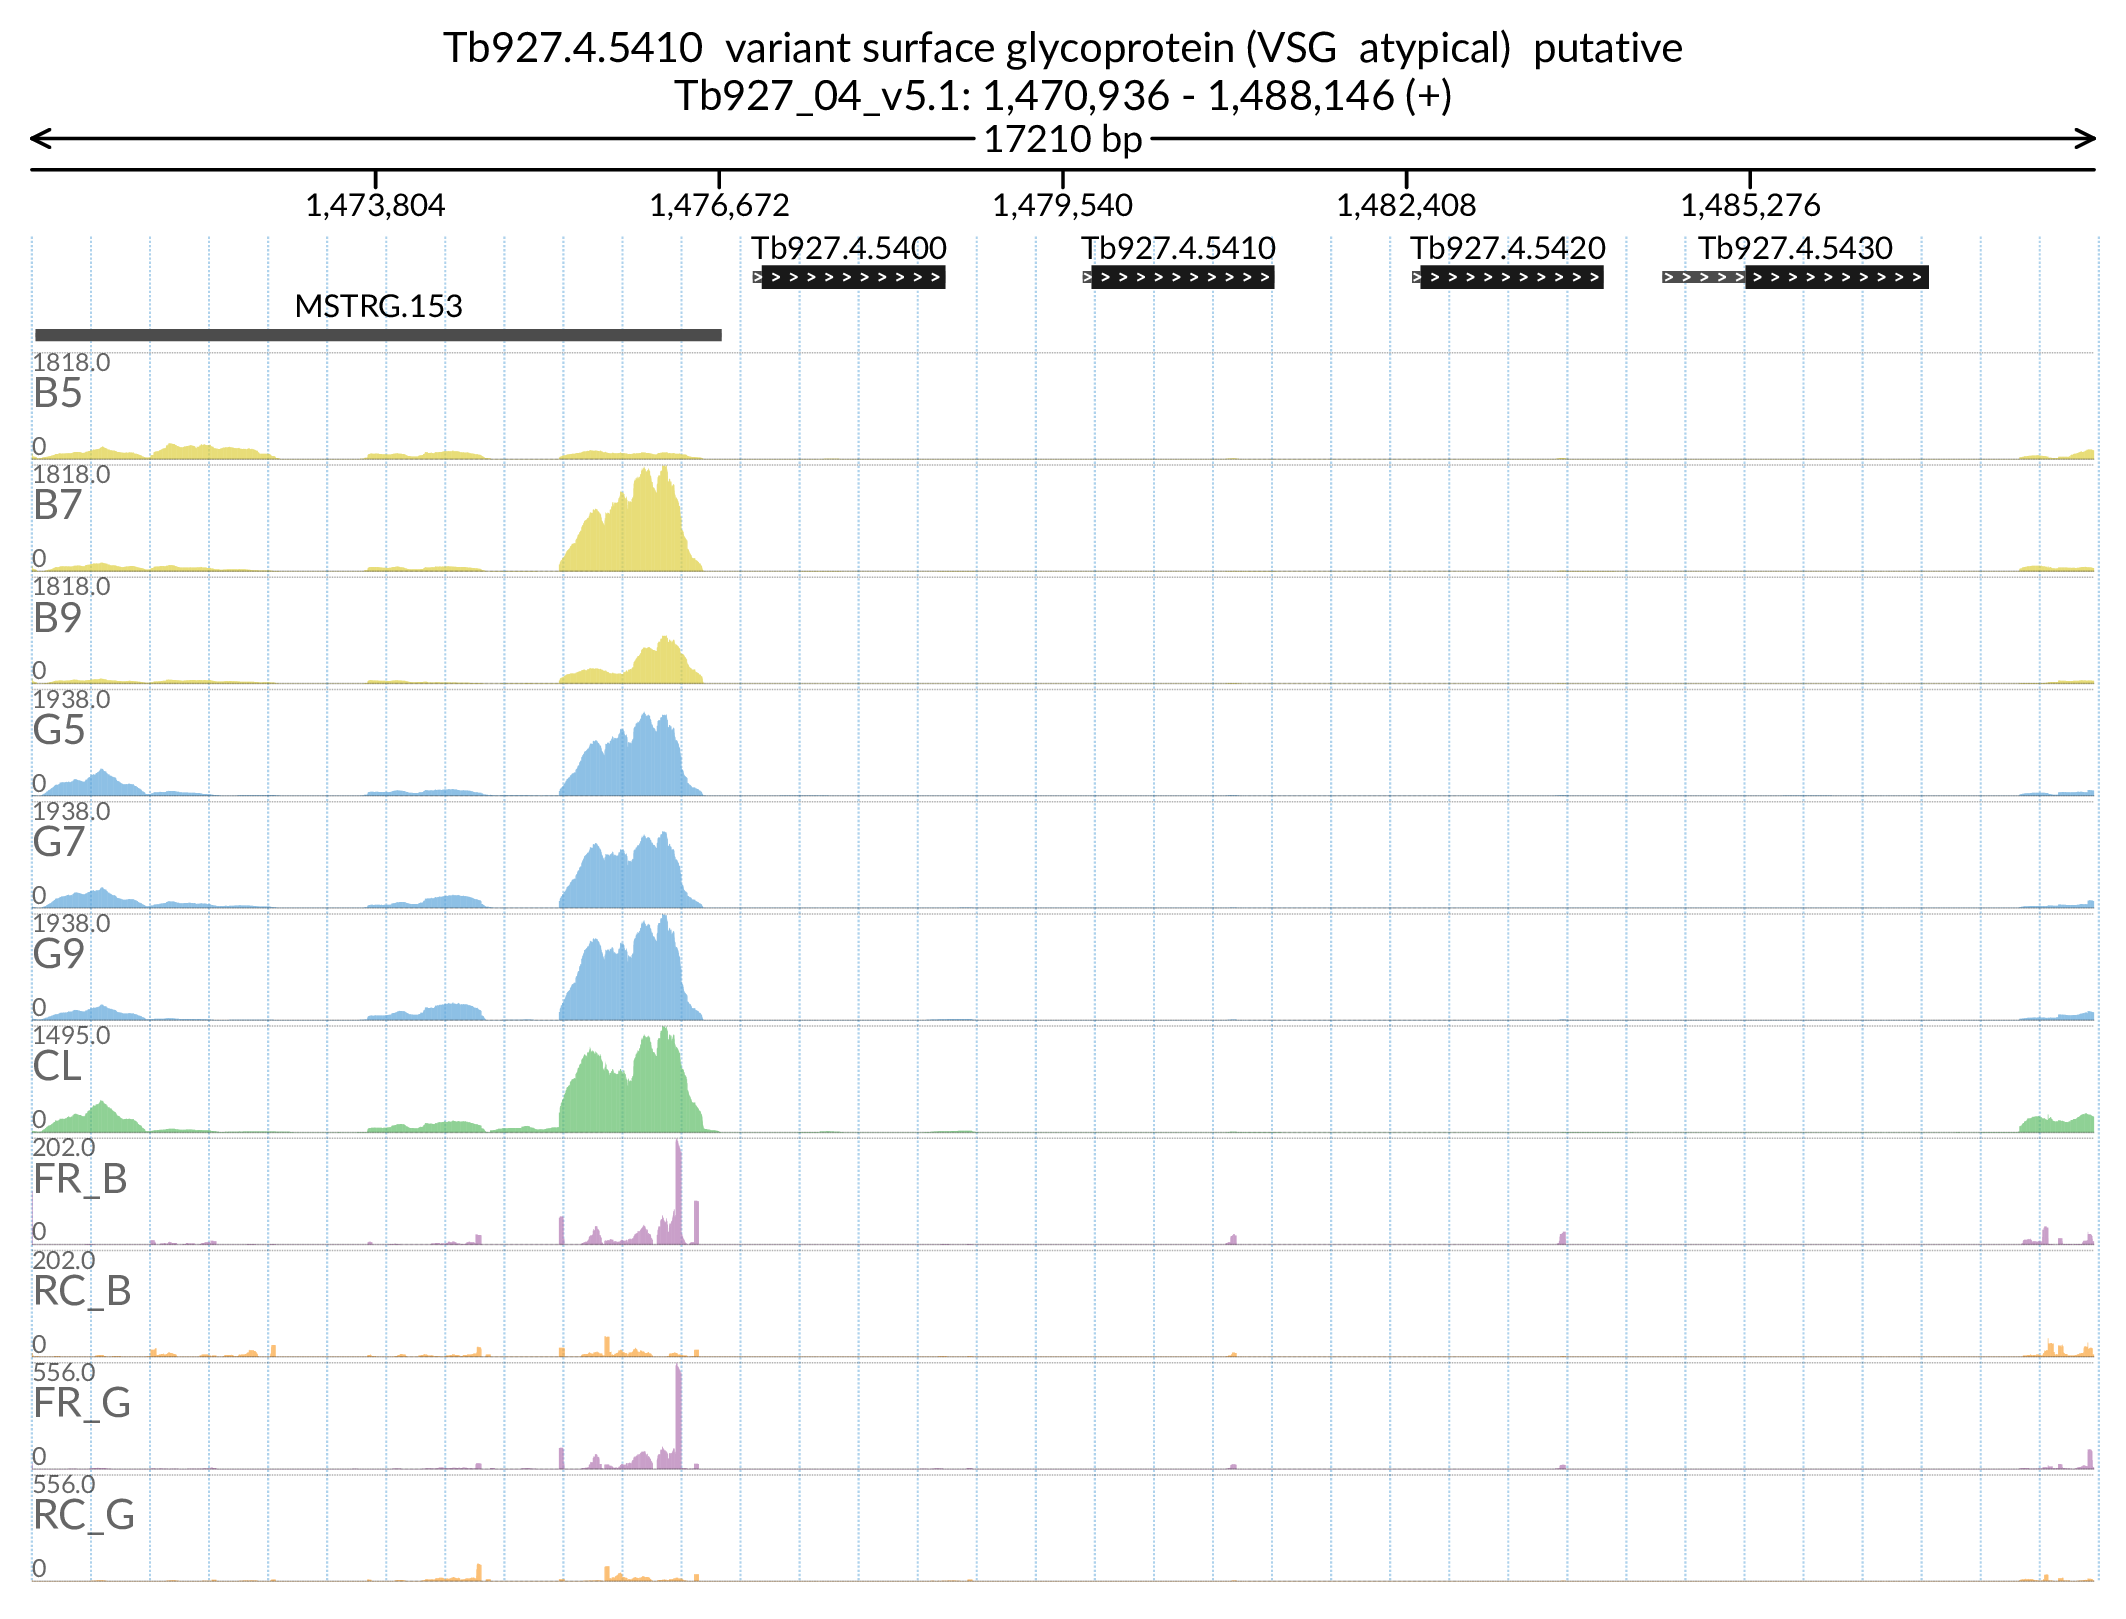 Tb927.4.5410  variant surface glycoprotein (VSG  atypical)  putative
Tb927_04_v5.1: 1,470,936 - 1,488,146 (+)
17210 bp
1,473,804 1,476,672 1,479,540 1,482,408 1,485,276
Tb927.4.5400 Tb927.4.5410 Tb927.4.5420 Tb927.4.5430
MSTRG.153
1818.0
B5
0
1818.0
B7
0
1818.0
B9
0
1938.0
G5
0
1938.0
G7
0
1938.0
G9
0
1495.0
CL
0
202.0
FR_B
0
202.0
RC_B
0
556.0
FR_G
0
556.0
RC_G
0